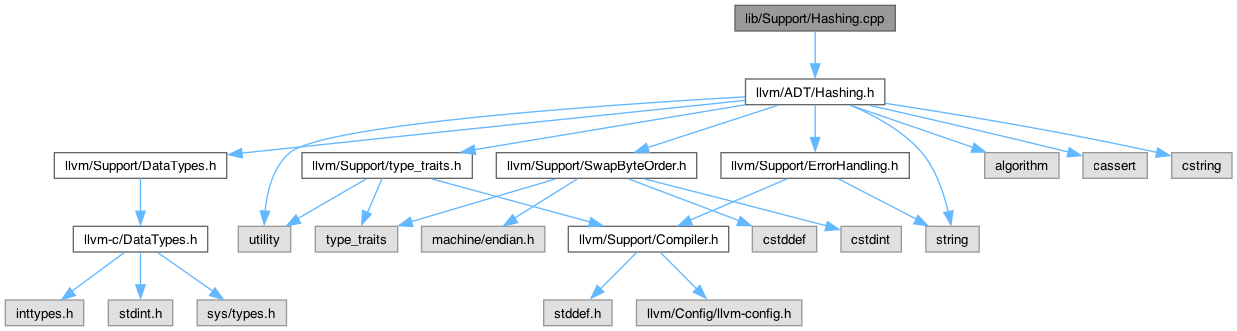 lib/Support/Hashing.cpp
llvm/ADT/Hashing.h
llvm/Support/DataTypes.h
llvm/Support/type_traits.h
llvm/Support/SwapByteOrder.h
llvm/Support/ErrorHandling.h
algorithm
cassert
cstring
llvm-c/DataTypes.h
utility
type_traits
machine/endian.h
llvm/Support/Compiler.h
cstddef
cstdint
string
inttypes.h
stdint.h
sys/types.h
stddef.h
llvm/Config/llvm-config.h